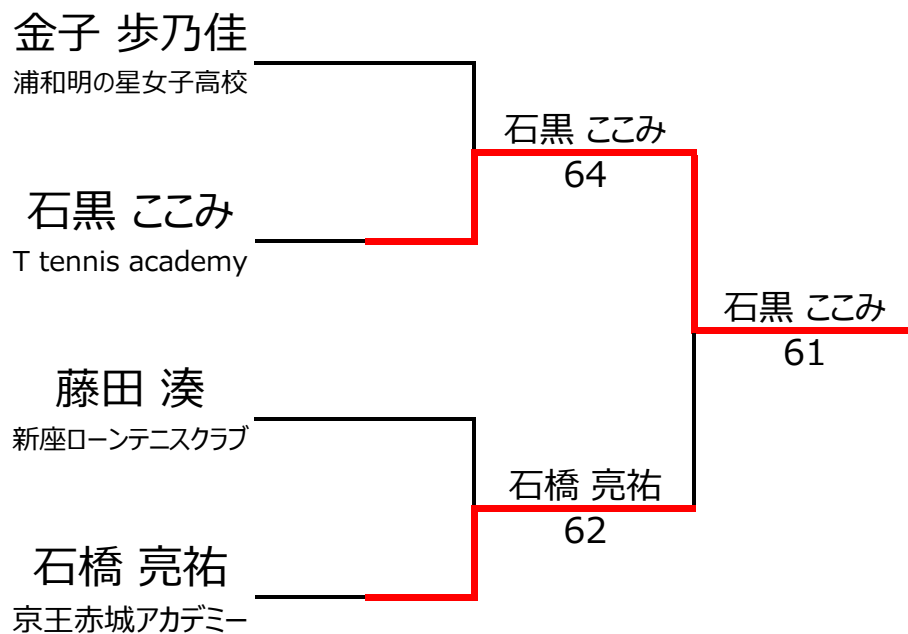 金子 歩乃佳
浦和明の星女子高校
石黒 ここみ
64
石黒 ここみ
T tennis academy
石黒 ここみ
61
藤田 湊
新座ローンテニスクラブ
石橋 亮祐
62
石橋 亮祐
京王赤城アカデミー